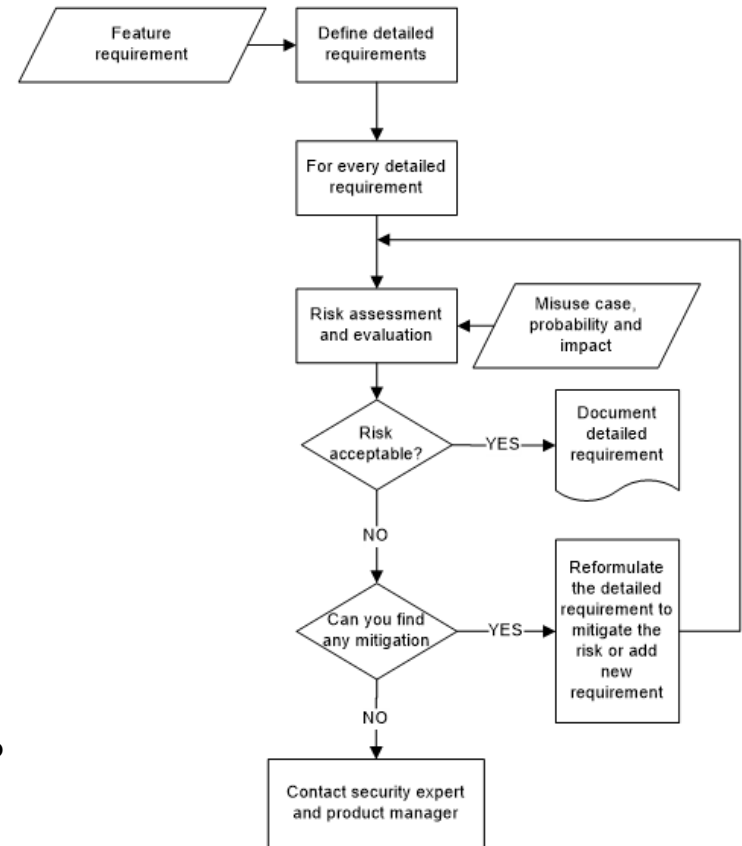 Feature
requirement
Define detailed
requirements
For every detailed
requirement
Risk assessment
and evaluation
Misuse case,
probability and
impact
Risk
acceptable?
YES
Document
detailed
requirement
NO
Can you find
any mitigation
YES
Reformulate
the detailed
requirement to
mitigate the
risk or add
new
requirement
NO
Contact security expert
and product manager